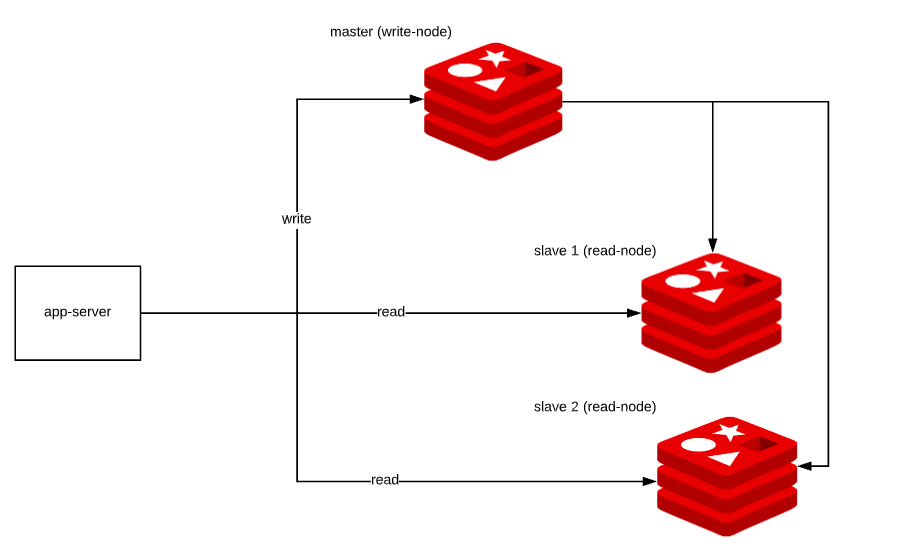 master (write-node)
write
slave 1 (read-node)
app-server
read
slave 2 (read-node)
read